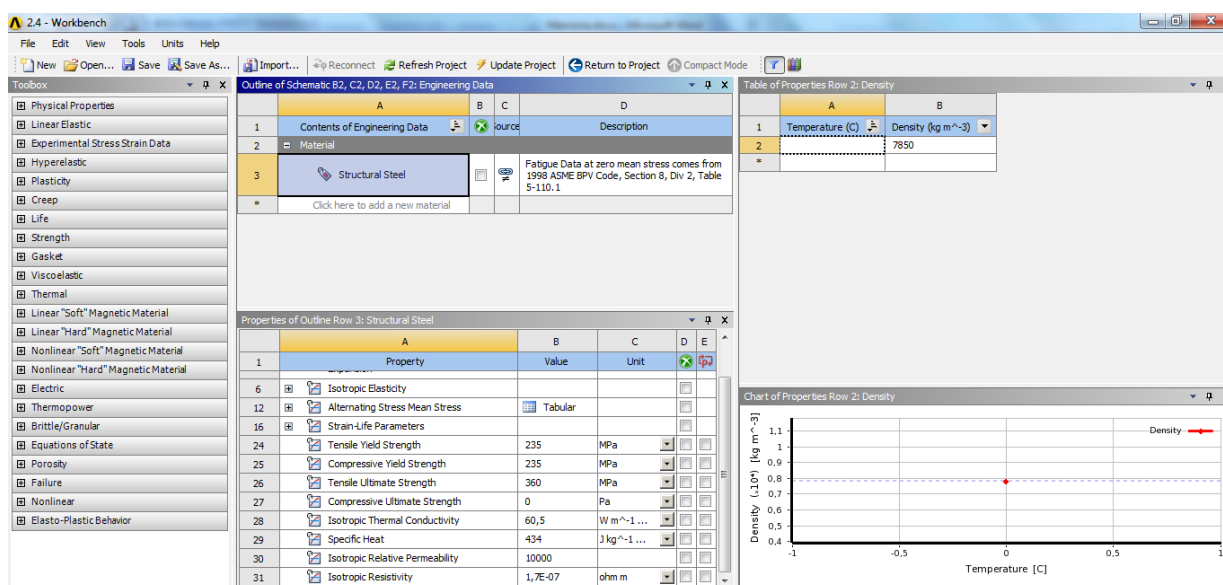 2.4 - Workbench
File Edit View Tools Units Help
New Open... Save Save As... Import... Reconnect Refresh Project Update Project Return to Project Compact Mode
Toolbox
Physical Properties
Linear Elastic
Experimental Stress Strain Data
Hyperelastic
Plasticity
Creep
Life
Strength
Gasket
Viscoelastic
Thermal
Linear "Soft" Magnetic Material
Linear "Hard" Magnetic Material
Nonlinear "Soft" Magnetic Material
Nonlinear "Hard" Magnetic Material
Electric
Thermopower
Brittle/Granular
Equations of State
Porosity
Failure
Nonlinear
Elasto-Plastic Behavior
Outline of Schematic B2, C2, D2, E2, F2: Engineering Data
A B C D
1 Contents of Engineering Data Source Description
2 Material
3 Structural Steel Fatigue Data at zero mean stress comes from
1998 ASME BPV Code, Section 8, Div 2, Table
5-110.1
* Click here to add a new material
Properties of Outline Row 3: Structural Steel
A B C D E
1 Property Value Unit
6 Isotropic Elasticity
12 Alternating Stress Mean Stress Tabular
16 Strain-Life Parameters
24 Tensile Yield Strength 235 MPa
25 Compressive Yield Strength 235 MPa
26 Tensile Ultimate Strength 360 MPa
27 Compressive Ultimate Strength 0 Pa
28 Isotropic Thermal Conductivity 60,5 W m^-1 ...
29 Specific Heat 434 J kg^-1 ...
30 Isotropic Relative Permeability 10000
31 Isotropic Resistivity 1,7E-07 ohm m
Table of Properties Row 2: Density
A B
1 Temperature (C) Density (kg m^-3)
2 7850
*
Chart of Properties Row 2: Density
Density (.10⁴) [kg m^-3]
1,1
1
0,9
0,8
0,7
0,6
0,5
0,4
Density
-1 -0,5 0 0,5 1
Temperature [C]